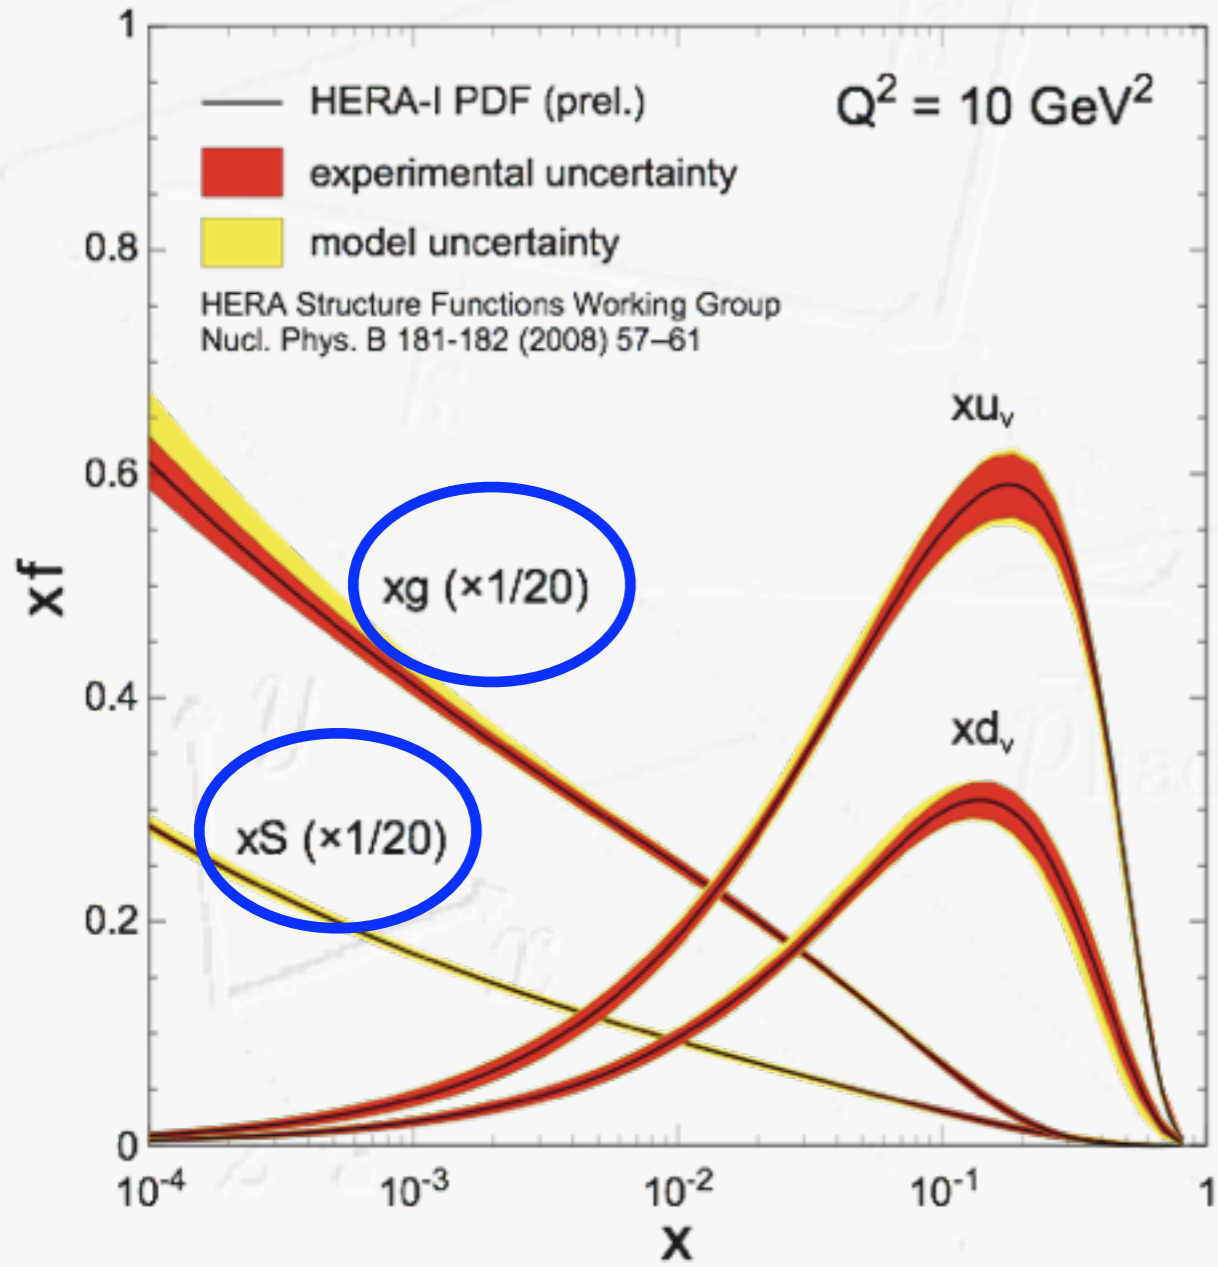 1
HERA-I PDF (prel.)
Q² = 10 GeV²
experimental uncertainty
0.8
model uncertainty
HERA Structure Functions Working Group
Nucl. Phys. B 181-182 (2008) 57–61
xuᵥ
0.6
xf
xg (×1/20)
0.4
xdᵥ
xS (×1/20)
0.2
0
10⁻⁴ 10⁻³ 10⁻² 10⁻¹ 1
x